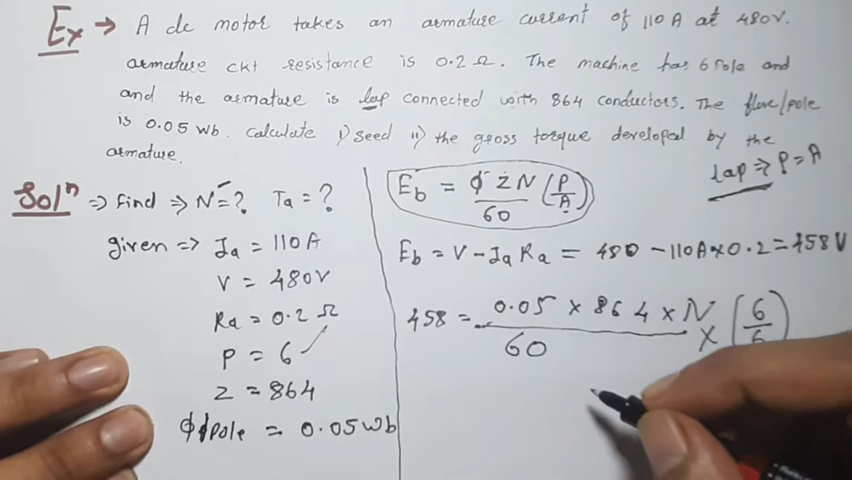 Ex → A dc motor takes an armature current of 110 A at 480V.
armature ckt resistance is 0.2 Ω. The machine has 6 Pole and
and the armature is lap connected with 864 conductors. The flux/pole
is 0.05 Wb. Calculate i) Seed ii) the gross torque developed by the
armature.
lap ⇒ P = A
Solⁿ ⇒ Find ⇒ N = ? Ta = ?
given ⇒ Ia = 110A
V = 480V
Ra = 0.2 Ω
P = 6
Z = 864
ϕ/Pole = 0.05 Wb
Eb = ϕ Z N / 60 (P/A)
Eb = V - Ia Ra = 480 - 110A × 0.2 = 458 V
458 = 0.05 × 864 × N / 60 × (6/6)